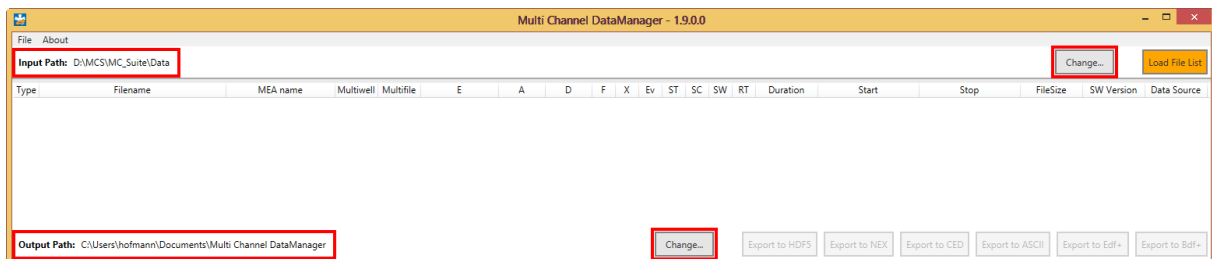 Multi Channel DataManager - 1.9.0.0
File About
Input Path: D:\MCS\MC_Suite\Data Change... Load File List
Type Filename MEA name Multiwell Multifile E A D F X Ev ST SC SW RT Duration Start Stop FileSize SW Version Data Source
Output Path: C:\Users\hofmann\Documents\Multi Channel DataManager Change... Export to HDF5 Export to NEX Export to CED Export to ASCII Export to Edf+ Export to Bdf+